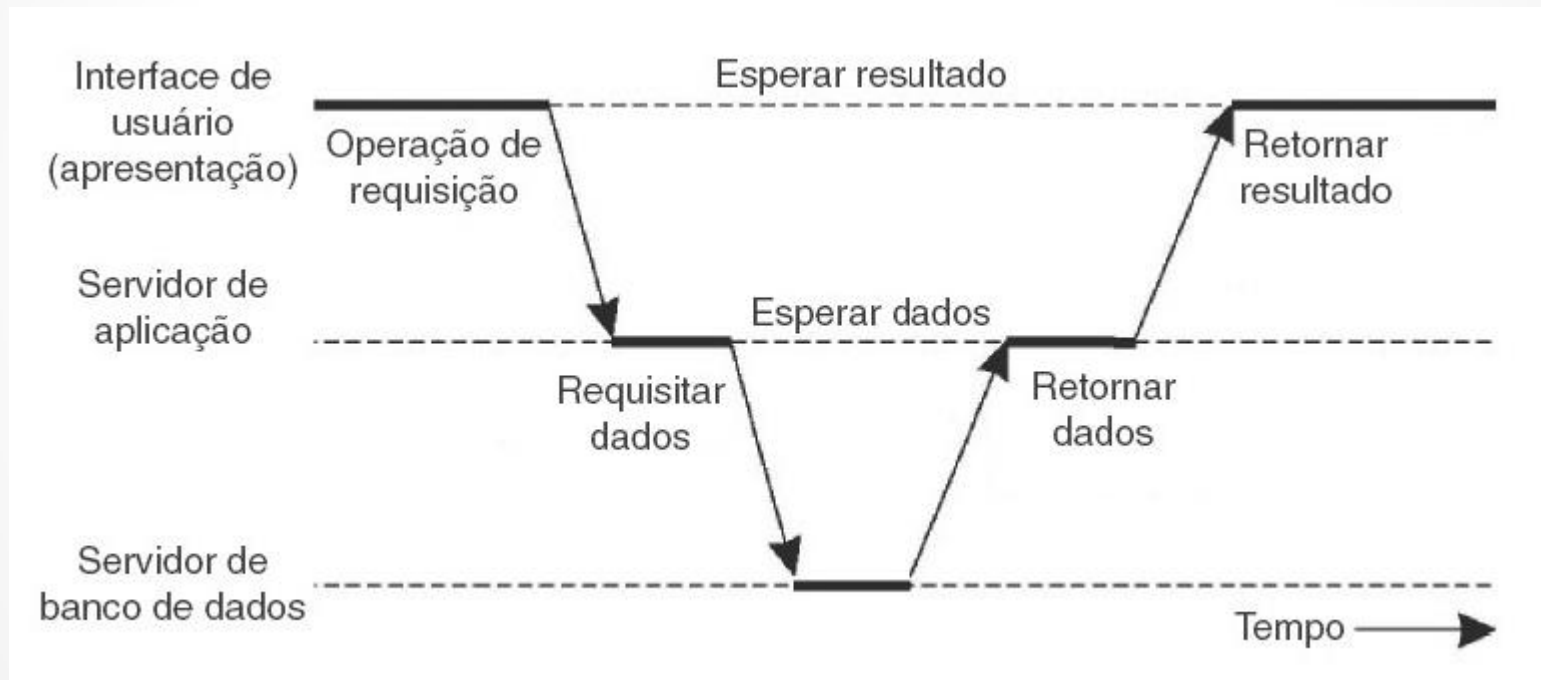 Interface de
usuário
(apresentação)
Esperar resultado
Operação de
requisição
Retornar
resultado
Servidor de
aplicação
Esperar dados
Requisitar
dados
Retornar
dados
Servidor de
banco de dados
Tempo